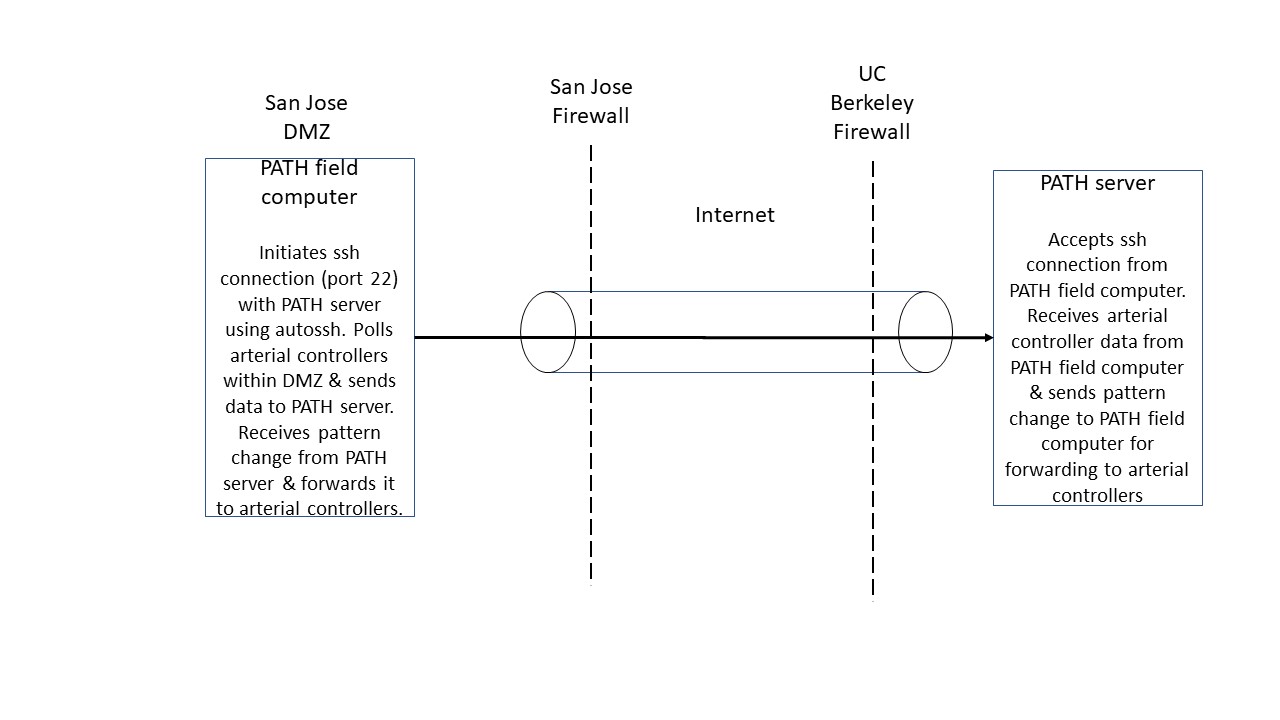 San Jose
DMZ
PATH field
computer
Initiates ssh
connection (port 22)
with PATH server
using autossh. Polls
arterial controllers
within DMZ & sends
data to PATH server.
Receives pattern
change from PATH
server & forwards it
to arterial controllers.
San Jose
Firewall
Internet
UC
Berkeley
Firewall
PATH server
Accepts ssh
connection from
PATH field computer.
Receives arterial
controller data from
PATH field computer
& sends pattern
change to PATH field
computer for
forwarding to arterial
controllers